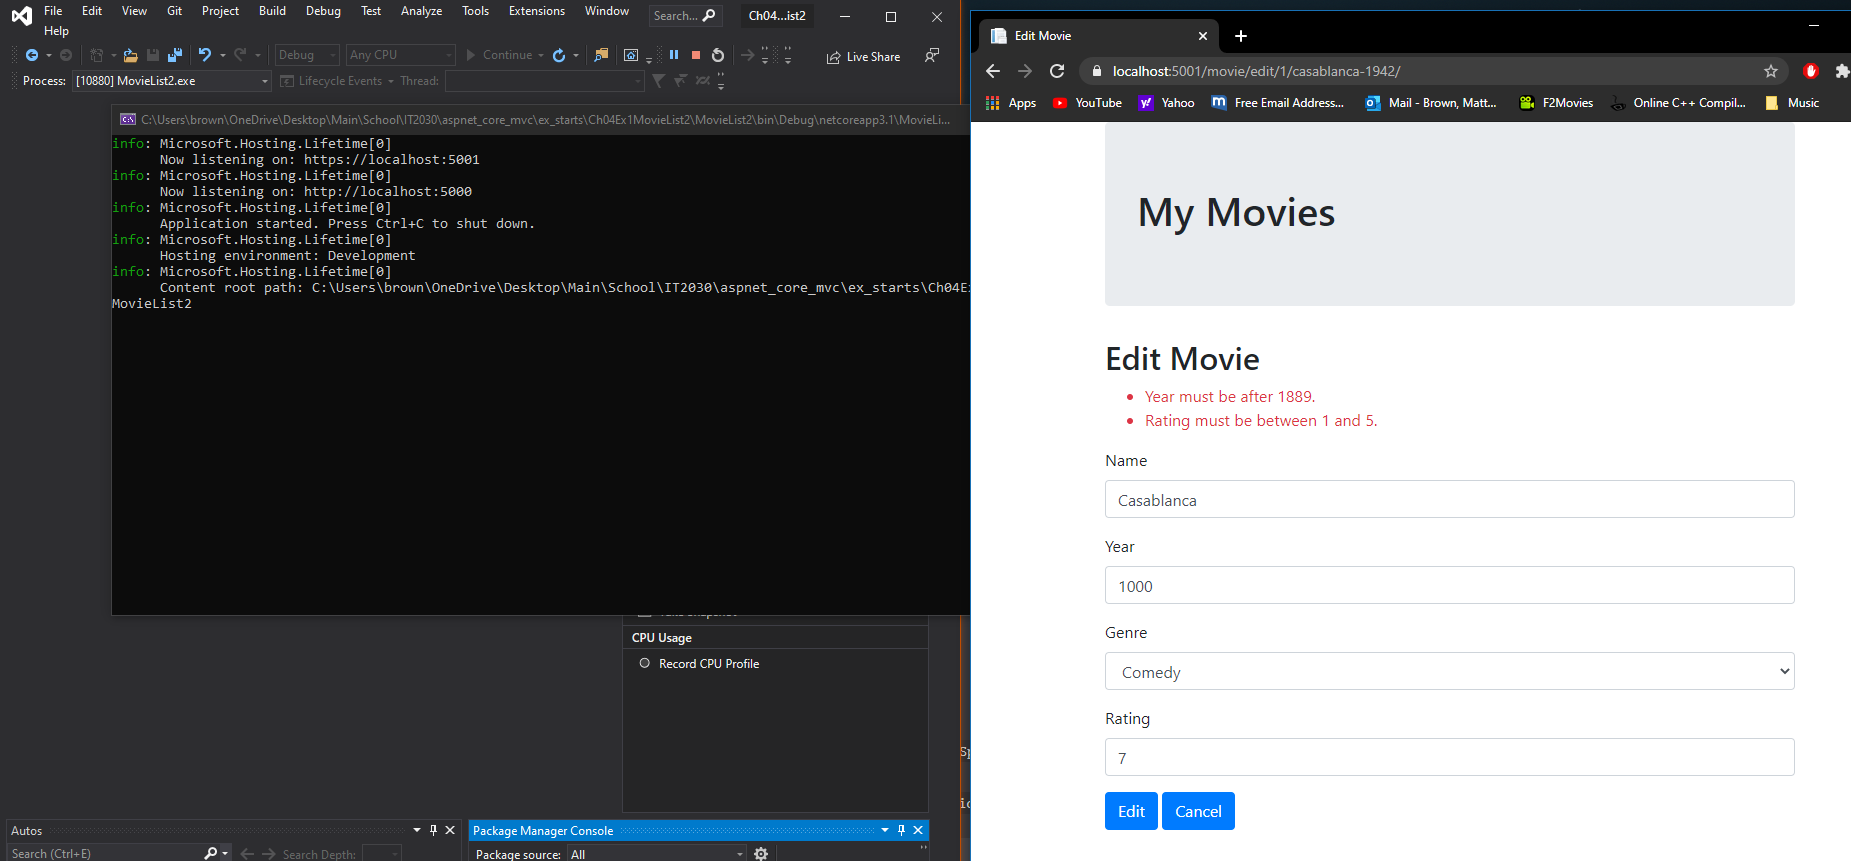 File Edit View Git Project Build Debug Test Analyze Tools Extensions Window Search... Ch04...ist2
Help
Debug Any CPU Continue Live Share
Process: [10880] MovieList2.exe Lifecycle Events Thread:
C:\Users\brown\OneDrive\Desktop\Main\School\IT2030\aspnet_core_mvc\ex_starts\Ch04Ex1MovieList2\MovieList2\bin\Debug\netcoreapp3.1\MovieLi...
info: Microsoft.Hosting.Lifetime[0]
Now listening on: https://localhost:5001
info: Microsoft.Hosting.Lifetime[0]
Now listening on: http://localhost:5000
info: Microsoft.Hosting.Lifetime[0]
Application started. Press Ctrl+C to shut down.
info: Microsoft.Hosting.Lifetime[0]
Hosting environment: Development
info: Microsoft.Hosting.Lifetime[0]
Content root path: C:\Users\brown\OneDrive\Desktop\Main\School\IT2030\aspnet_core_mvc\ex_starts\Ch04Ex
MovieList2
CPU Usage
Record CPU Profile
Autos
Search (Ctrl+E) Search Depth:
Package Manager Console
Package source: All
Edit Movie
localhost:5001/movie/edit/1/casablanca-1942/
Apps YouTube Yahoo Free Email Address... Mail - Brown, Matt... F2Movies Online C++ Compil... Music
My Movies
Edit Movie
Year must be after 1889.
Rating must be between 1 and 5.
Name
Casablanca
Year
1000
Genre
Comedy
Rating
7
Edit Cancel